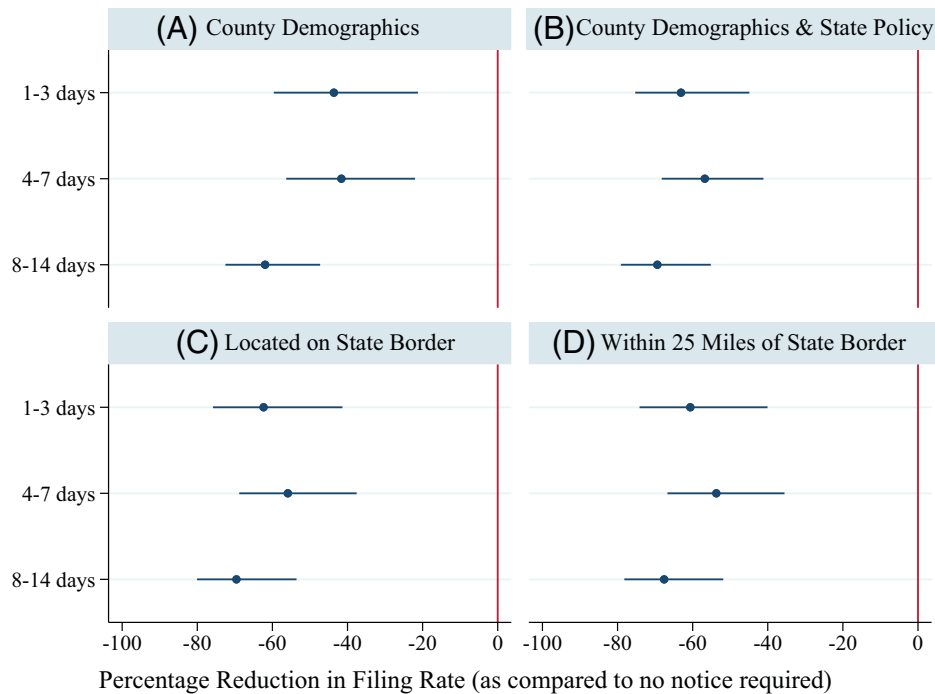 (A) County Demographics
(B) County Demographics & State Policy
1-3 days
4-7 days
8-14 days
(C) Located on State Border
(D) Within 25 Miles of State Border
1-3 days
4-7 days
8-14 days
-100 -80 -60 -40 -20 0
-100 -80 -60 -40 -20 0
Percentage Reduction in Filing Rate (as compared to no notice required)